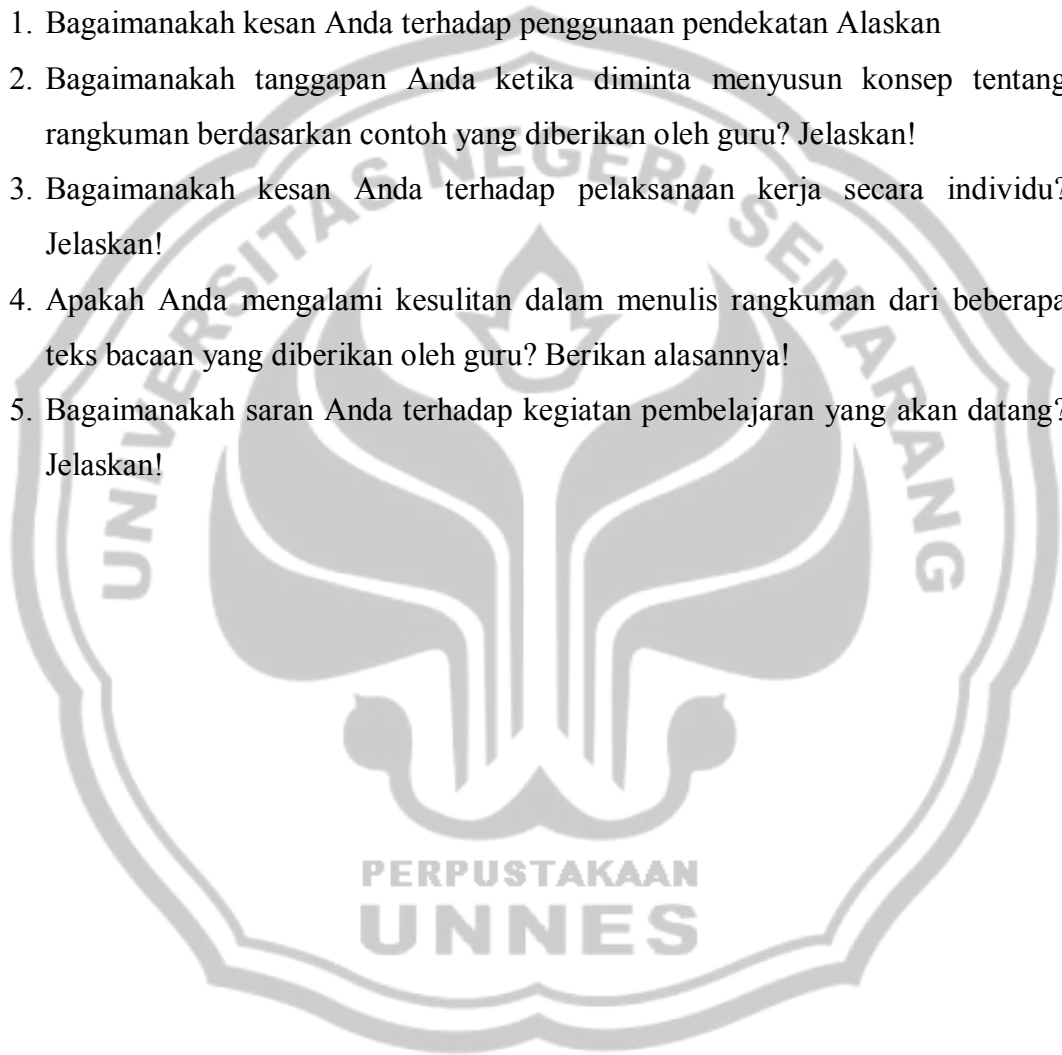 1. Bagaimanakah kesan Anda terhadap penggunaan pendekatan Alaskan
2. Bagaimanakah tanggapan Anda ketika diminta menyusun konsep tentang
rangkuman berdasarkan contoh yang diberikan oleh guru? Jelaskan!
3. Bagaimanakah kesan Anda terhadap pelaksanaan kerja secara individu?
Jelaskan!
4. Apakah Anda mengalami kesulitan dalam menulis rangkuman dari beberapa
teks bacaan yang diberikan oleh guru? Berikan alasannya!
5. Bagaimanakah saran Anda terhadap kegiatan pembelajaran yang akan datang?
Jelaskan!
UNIVERSITAS NEGERI SEMARANG
PERPUSTAKAAN
UNNES